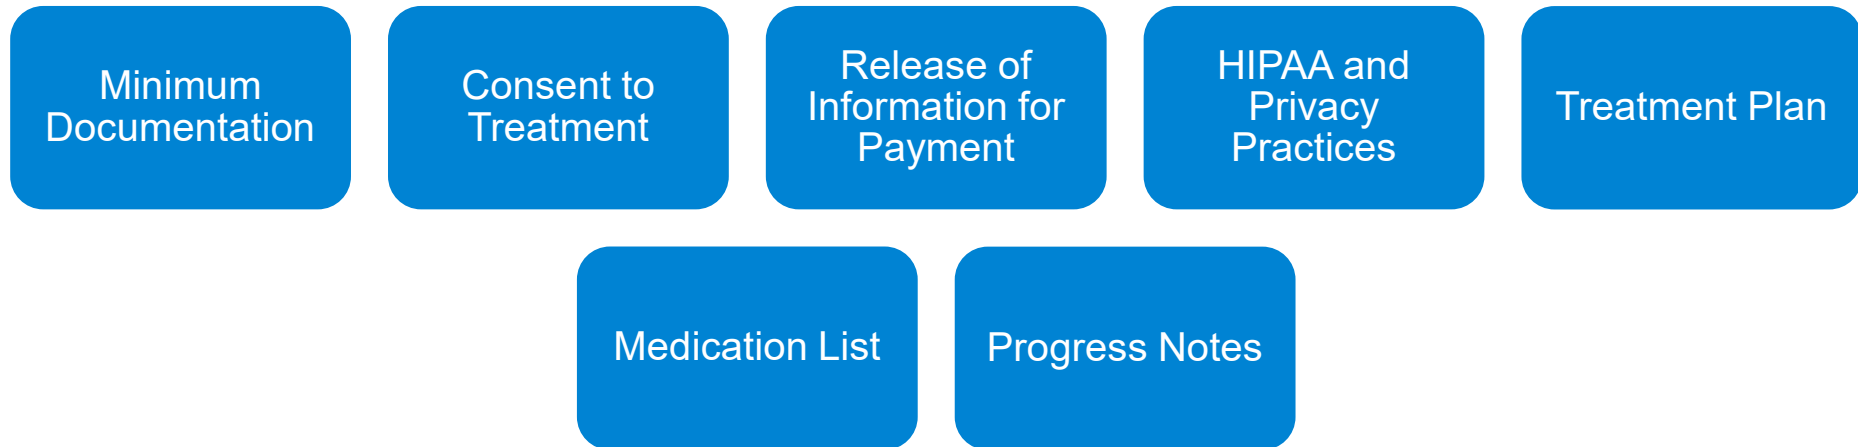 Minimum
Documentation
Consent to
Treatment
Release of
Information for
Payment
HIPAA and
Privacy
Practices
Treatment Plan
Medication List
Progress Notes